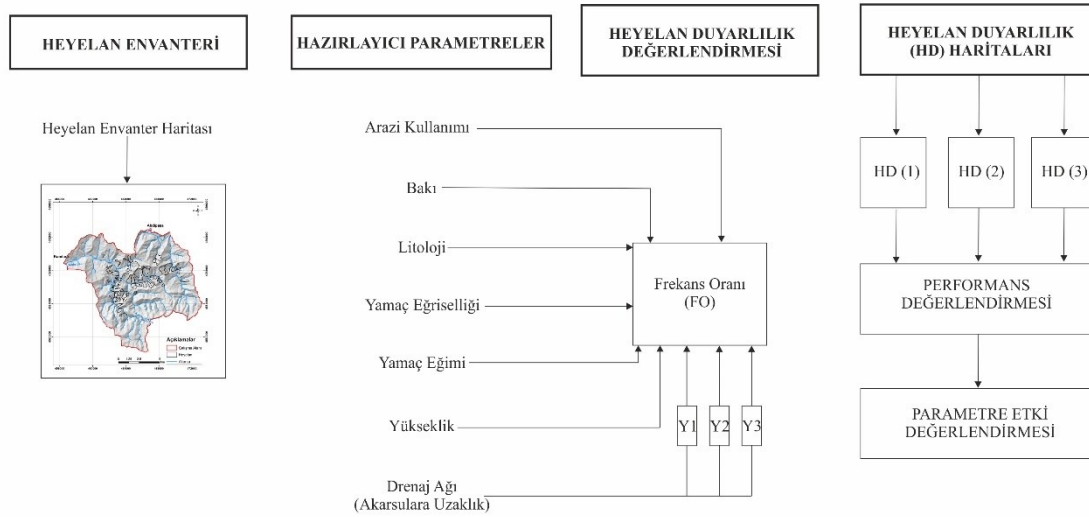 HEYELAN ENVANTERİ
Heyelan Envanter Haritası
Açıklamalar
HAZIRLAYICI PARAMETRELER
HEYELAN DUYARLILIK
DEĞERLENDİRMESİ
Arazi Kullanımı
Bakı
Litoloji
Yamaç Eğriselliği
Yamaç Eğimi
Yükseklik
Drenaj Ağı
(Akarsulara Uzaklık)
Frekans Oranı
(FO)
Y1
Y2
Y3
HEYELAN DUYARLILIK
(HD) HARİTALARI
HD (1)
HD (2)
HD (3)
PERFORMANS
DEĞERLENDİRMESİ
PARAMETRE ETKİ
DEĞERLENDİRMESİ